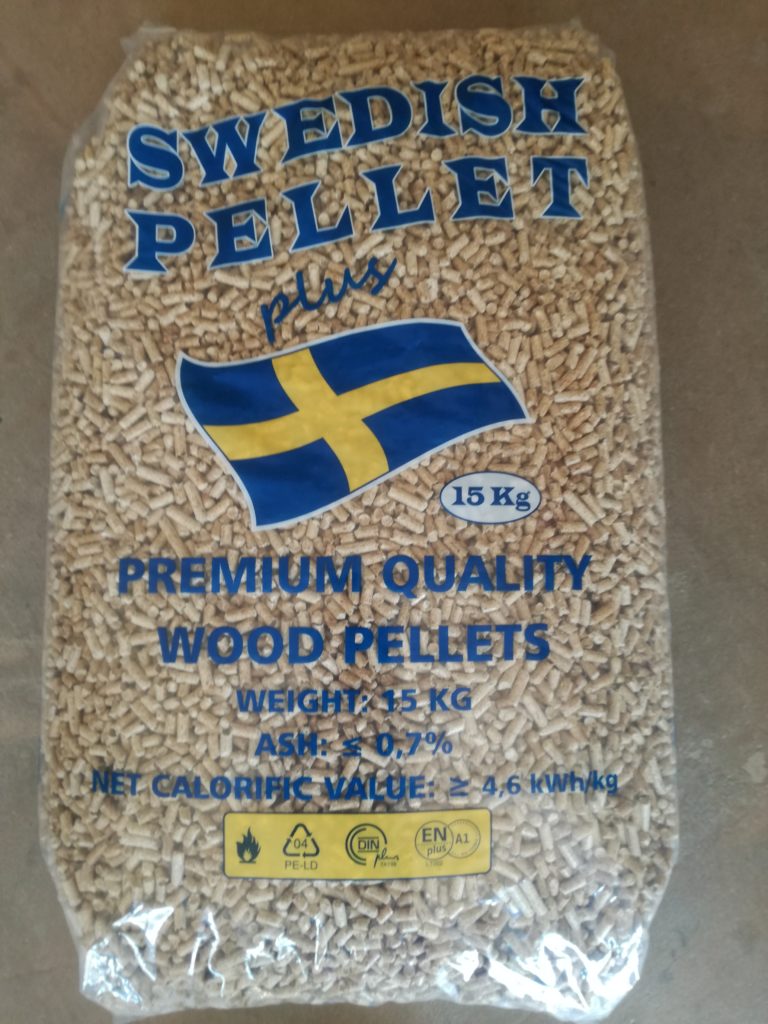 SWEDISH
PELLET
plus
15 Kg
PREMIUM QUALITY
WOOD PELLETS
WEIGHT: 15 KG
ASH: ≤ 0,7%
NET CALORIFIC VALUE: ≥ 4,6 kWh/kg
04
PE-LD
DIN
plus
EN
plus
A1